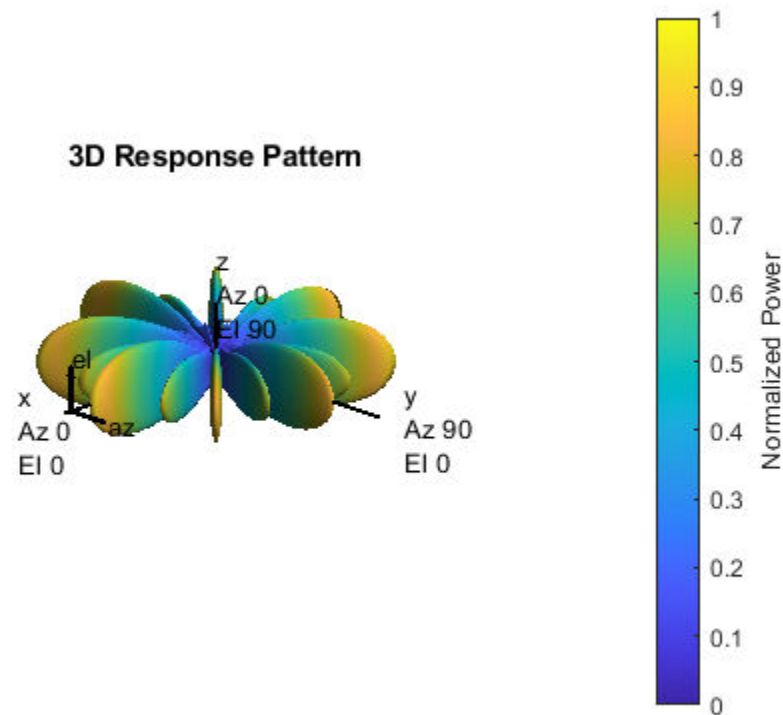 3D Response Pattern
z
Az 0
El 90
el
az
x
Az 0
El 0
y
Az 90
El 0
1
0.9
0.8
0.7
0.6
0.5
0.4
0.3
0.2
0.1
0
Normalized Power